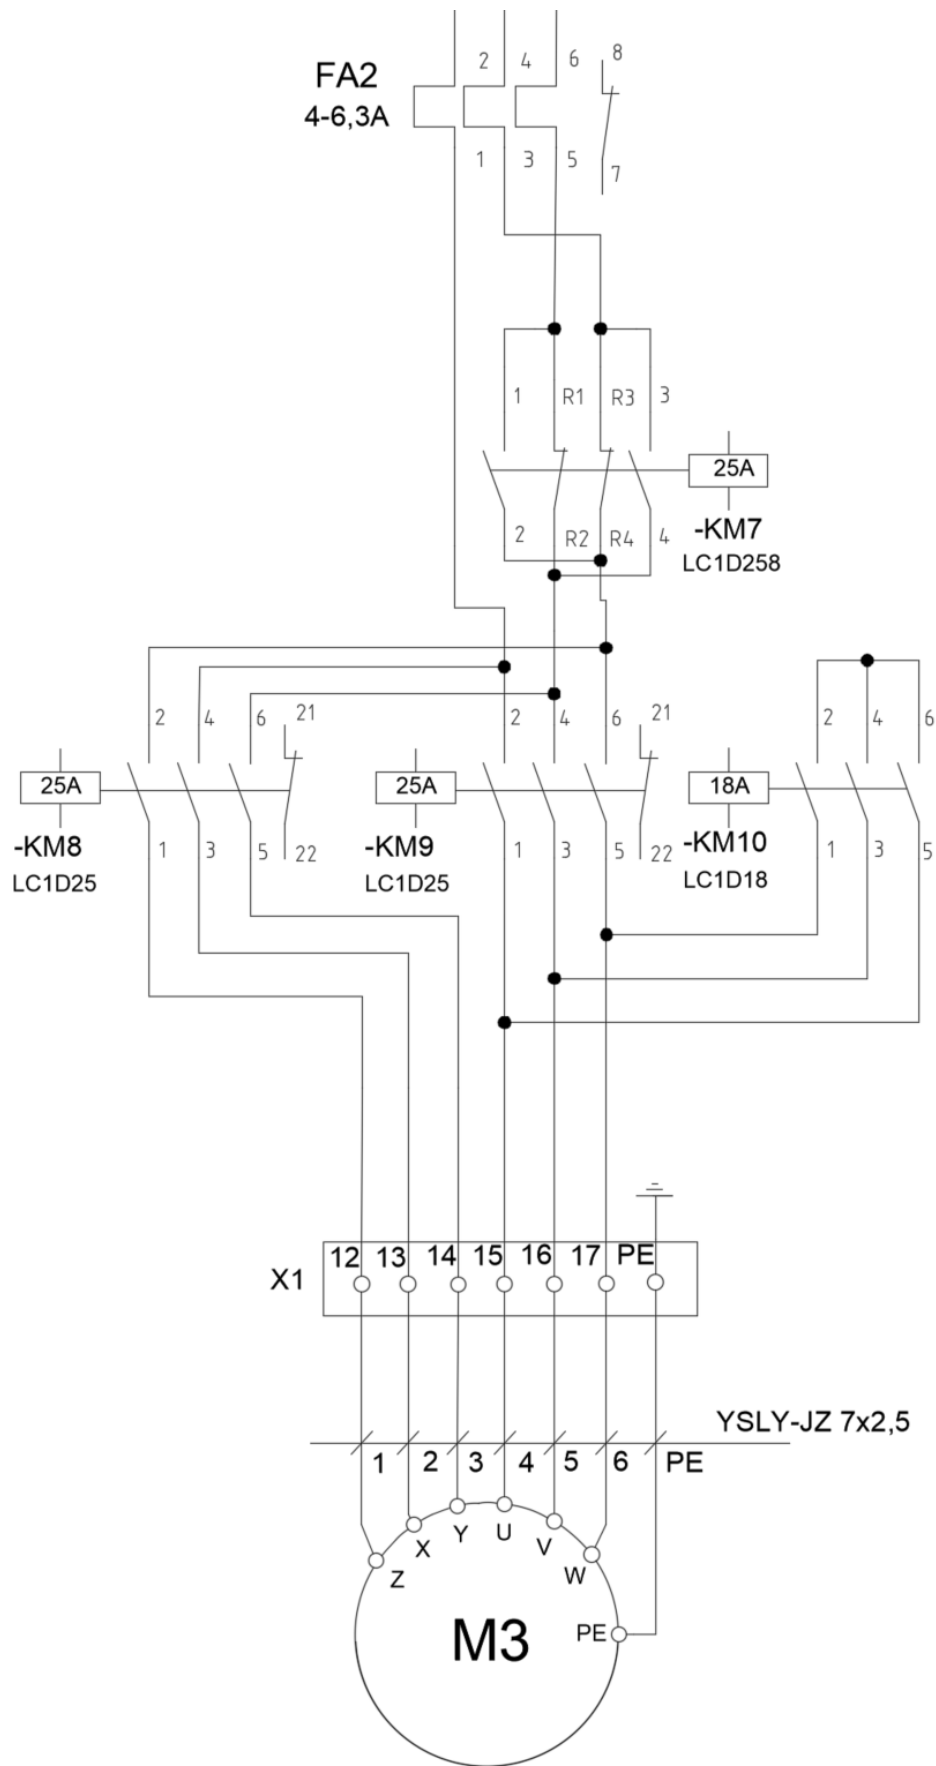 2 4 6 8
FA2
4-6,3A
1 3 5 7
1 R1 R3 3
25A
2 R2 R4 4
-KM7
LC1D258
2 4 6 21 2 4 6 21 2 4 6
25A 25A 18A
-KM8 1 3 5 22 -KM9 1 3 5 22 -KM10 1 3 5
LC1D25 LC1D25 LC1D18
12 13 14 15 16 17 PE
X1
YSLY-JZ 7x2,5
1 2 3 4 5 6 PE
Z X Y U V W
M3 PE